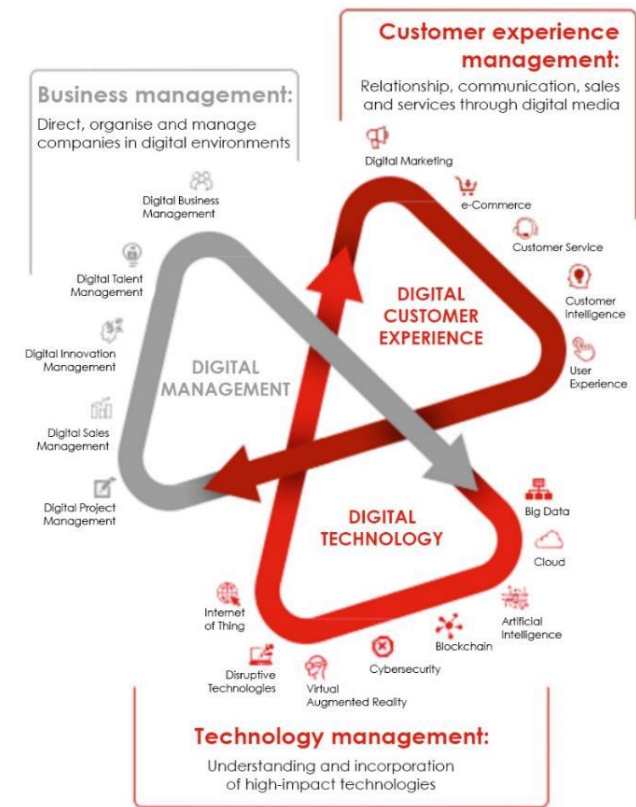 Customer experience
management:
Relationship, communication, sales
and services through digital media
Business management:
Direct, organise and manage
companies in digital environments
Digital Marketing
e-Commerce
Customer Service
Customer
intelligence
User
Experience
Digital Business
Management
Digital Talent
Management
Digital Innovation
Management
Digital Sales
Management
Digital Project
Management
DIGITAL
CUSTOMER
EXPERIENCE
DIGITAL
MANAGEMENT
DIGITAL
TECHNOLOGY
Big Data
Cloud
Artificial
Intelligence
Blockchain
Cybersecurity
Virtual
Augmented Reality
Disruptive
Technologies
Internet
of Thing
Technology management:
Understanding and incorporation
of high-impact technologies